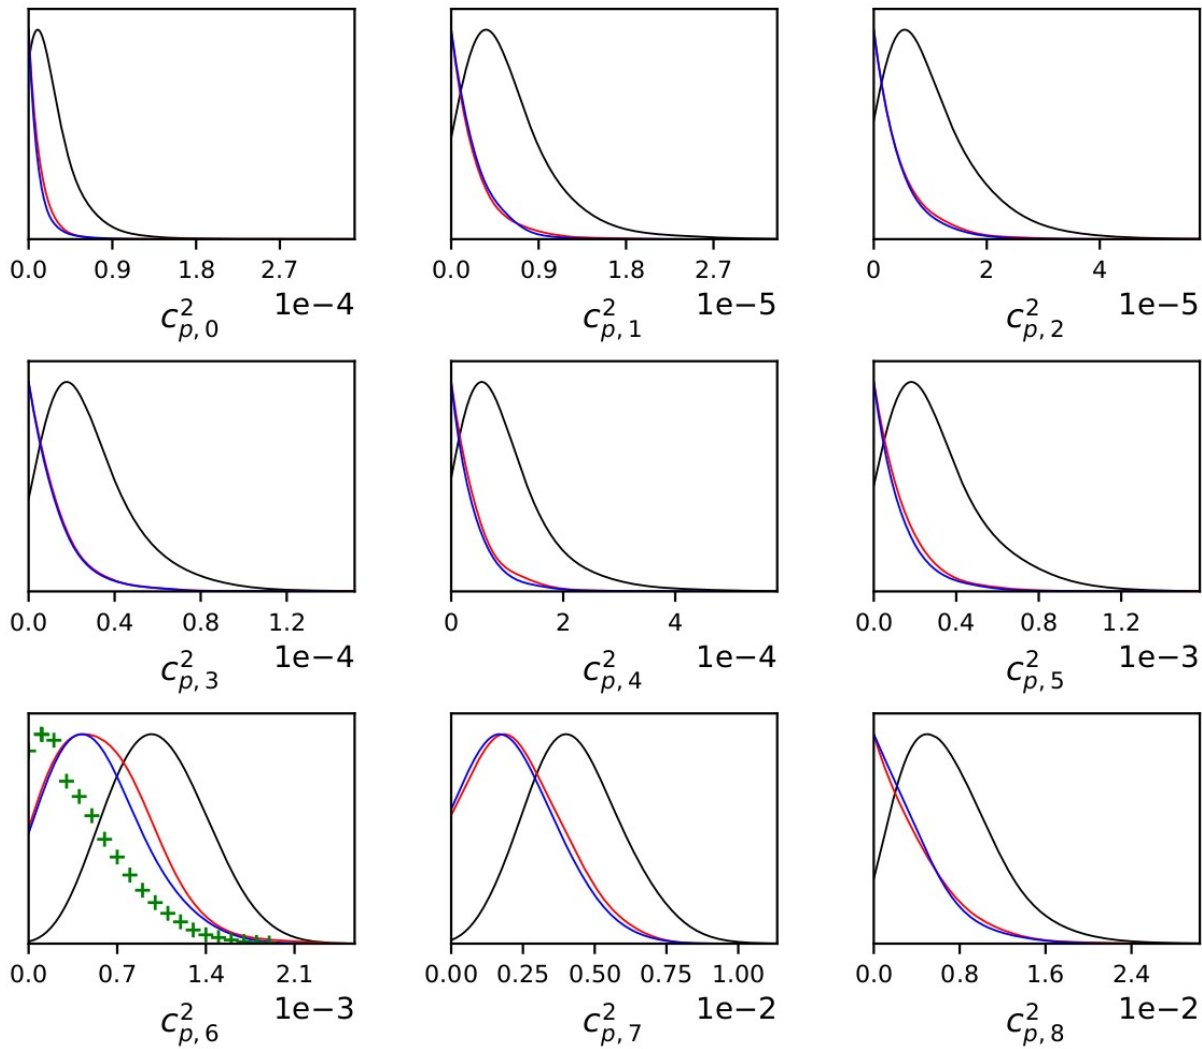 0.0 0.9 1.8 2.7
1e−4
c²ₚ,₀
0.0 0.9 1.8 2.7
1e−5
c²ₚ,₁
0 2 4
1e−5
c²ₚ,₂
0.0 0.4 0.8 1.2
1e−4
c²ₚ,₃
0 2 4
1e−4
c²ₚ,₄
0.0 0.4 0.8 1.2
1e−3
c²ₚ,₅
0.0 0.7 1.4 2.1
1e−3
c²ₚ,₆
0.00 0.25 0.50 0.75 1.00
1e−2
c²ₚ,₇
0.0 0.8 1.6 2.4
1e−2
c²ₚ,₈